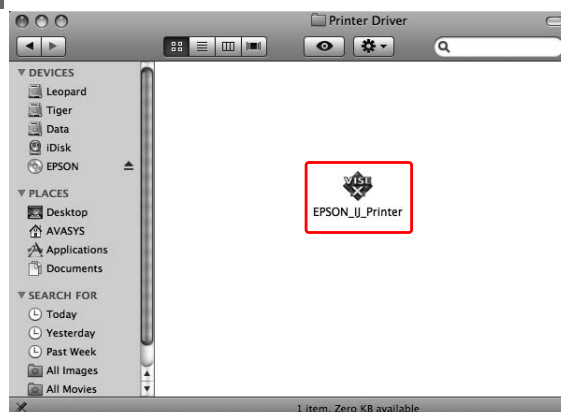 Printer Driver
DEVICES
Leopard
Tiger
Data
iDisk
EPSON
PLACES
Desktop
AVASYS
Applications
Documents
SEARCH FOR
Today
Yesterday
Past Week
All Images
All Movies
VISE
X
EPSON_IJ_Printer
1 item, Zero KB available